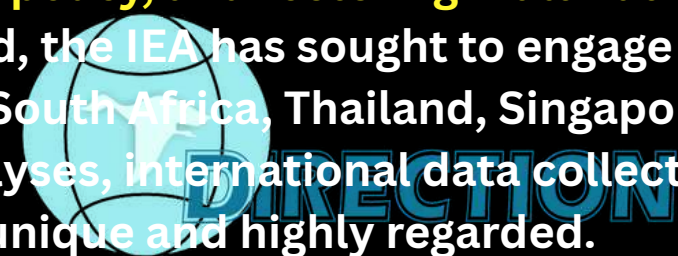 d, the IEA has sought to engage
South Africa, Thailand, Singapo
lyses, international data collect
DIRECTION
unique and highly regarded.